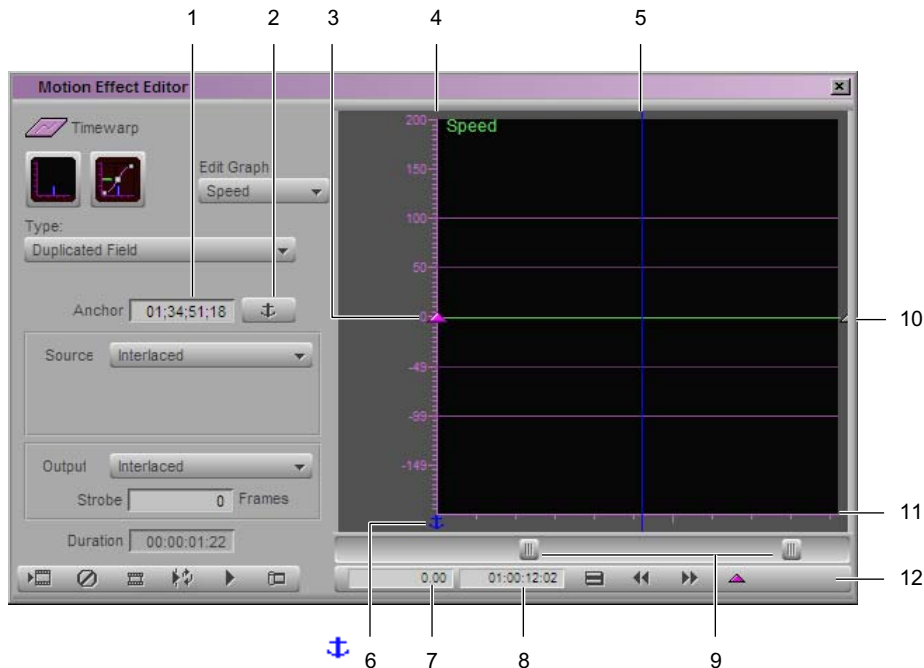 1 2 3 4 5
Motion Effect Editor
Timewarp
Edit Graph
Speed
Type:
Duplicated Field
Anchor 01;34;51;18
Source Interlaced
Output Interlaced
Strobe 0 Frames
Duration 00:00:01:22
Speed
200
150
100
50
0
-49
-99
-149
10
11
0.00 01:00:12:02
12
6 7 8 9